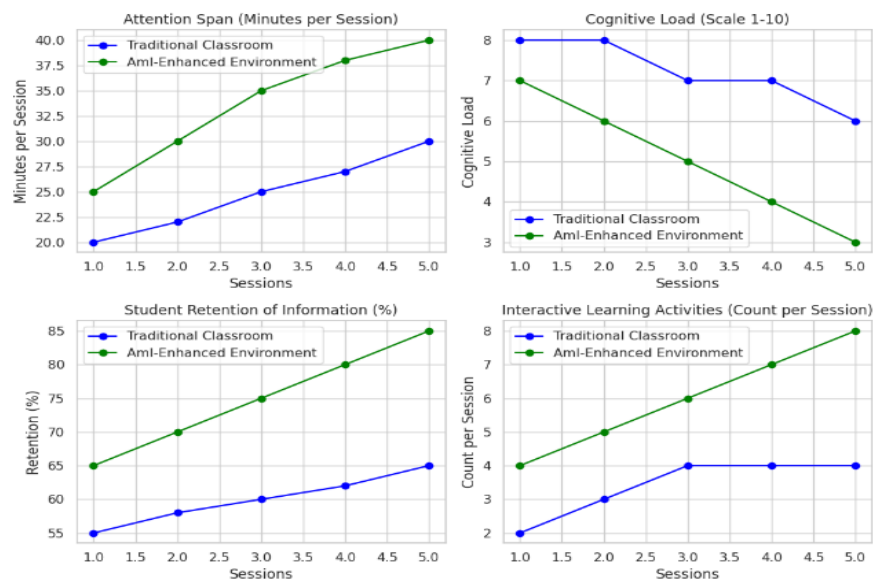 Attention Span (Minutes per Session)
40.0
37.5
35.0
32.5
30.0
27.5
25.0
22.5
20.0
Minutes per Session
Traditional Classroom
AmI-Enhanced Environment
1.0 1.5 2.0 2.5 3.0 3.5 4.0 4.5 5.0
Sessions
Cognitive Load (Scale 1-10)
8
7
6
5
4
3
Cognitive Load
Traditional Classroom
AmI-Enhanced Environment
1.0 1.5 2.0 2.5 3.0 3.5 4.0 4.5 5.0
Sessions
Student Retention of Information (%)
85
80
75
70
65
60
55
Retention (%)
Traditional Classroom
AmI-Enhanced Environment
1.0 1.5 2.0 2.5 3.0 3.5 4.0 4.5 5.0
Sessions
Interactive Learning Activities (Count per Session)
8
7
6
5
4
3
2
Count per Session
Traditional Classroom
AmI-Enhanced Environment
1.0 1.5 2.0 2.5 3.0 3.5 4.0 4.5 5.0
Sessions